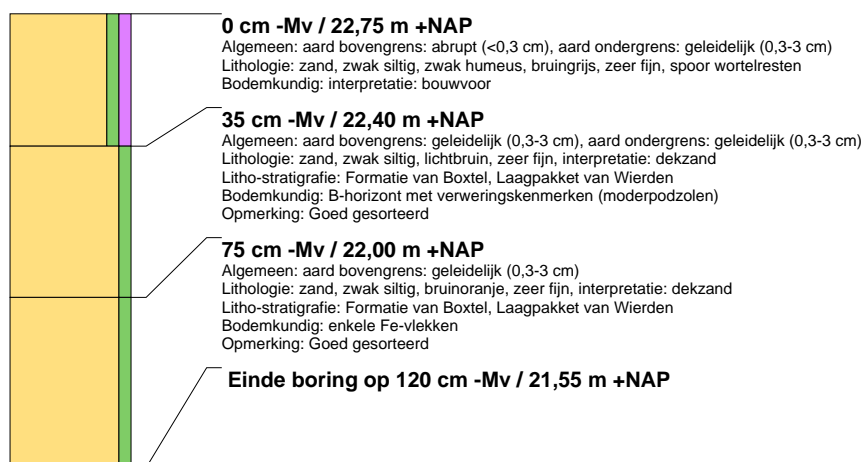 0 cm -Mv / 22,75 m +NAP
Algemeen: aard bovengrens: abrupt (<0,3 cm), aard ondergrens: geleidelijk (0,3-3 cm)
Lithologie: zand, zwak siltig, zwak humeus, bruingrijs, zeer fijn, spoor wortelresten
Bodemkundig: interpretatie: bouwvoor
35 cm -Mv / 22,40 m +NAP
Algemeen: aard bovengrens: geleidelijk (0,3-3 cm), aard ondergrens: geleidelijk (0,3-3 cm)
Lithologie: zand, zwak siltig, lichtbruin, zeer fijn, interpretatie: dekzand
Litho-stratigrafie: Formatie van Boxtel, Laagpakket van Wierden
Bodemkundig: B-horizont met verweringskenmerken (moderpodzolen)
Opmerking: Goed gesorteerd
75 cm -Mv / 22,00 m +NAP
Algemeen: aard bovengrens: geleidelijk (0,3-3 cm)
Lithologie: zand, zwak siltig, bruinoranje, zeer fijn, interpretatie: dekzand
Litho-stratigrafie: Formatie van Boxtel, Laagpakket van Wierden
Bodemkundig: enkele Fe-vlekken
Opmerking: Goed gesorteerd
Einde boring op 120 cm -Mv / 21,55 m +NAP